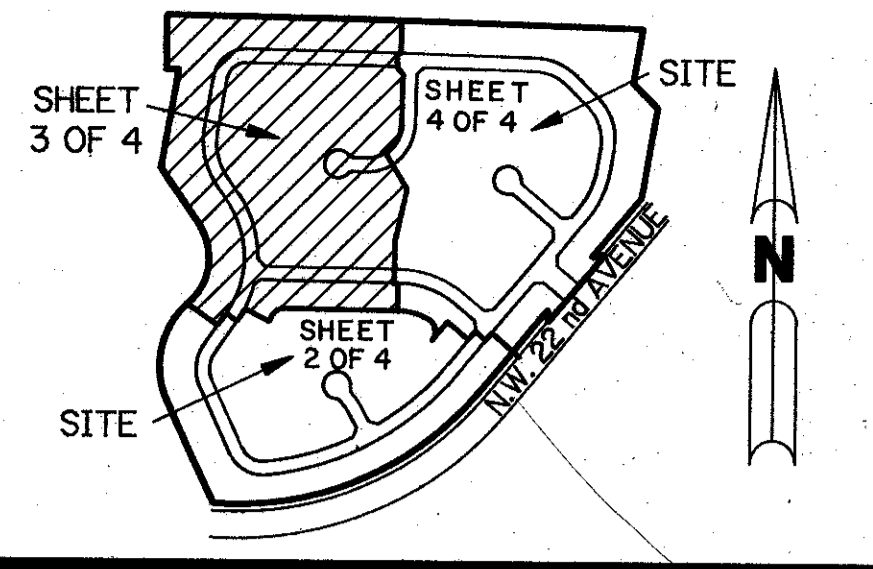 SHEET
3 OF 4
SHEET
4 OF 4
SITE
N
N.W. 22 nd AVENUE
SHEET
2 OF 4
SITE